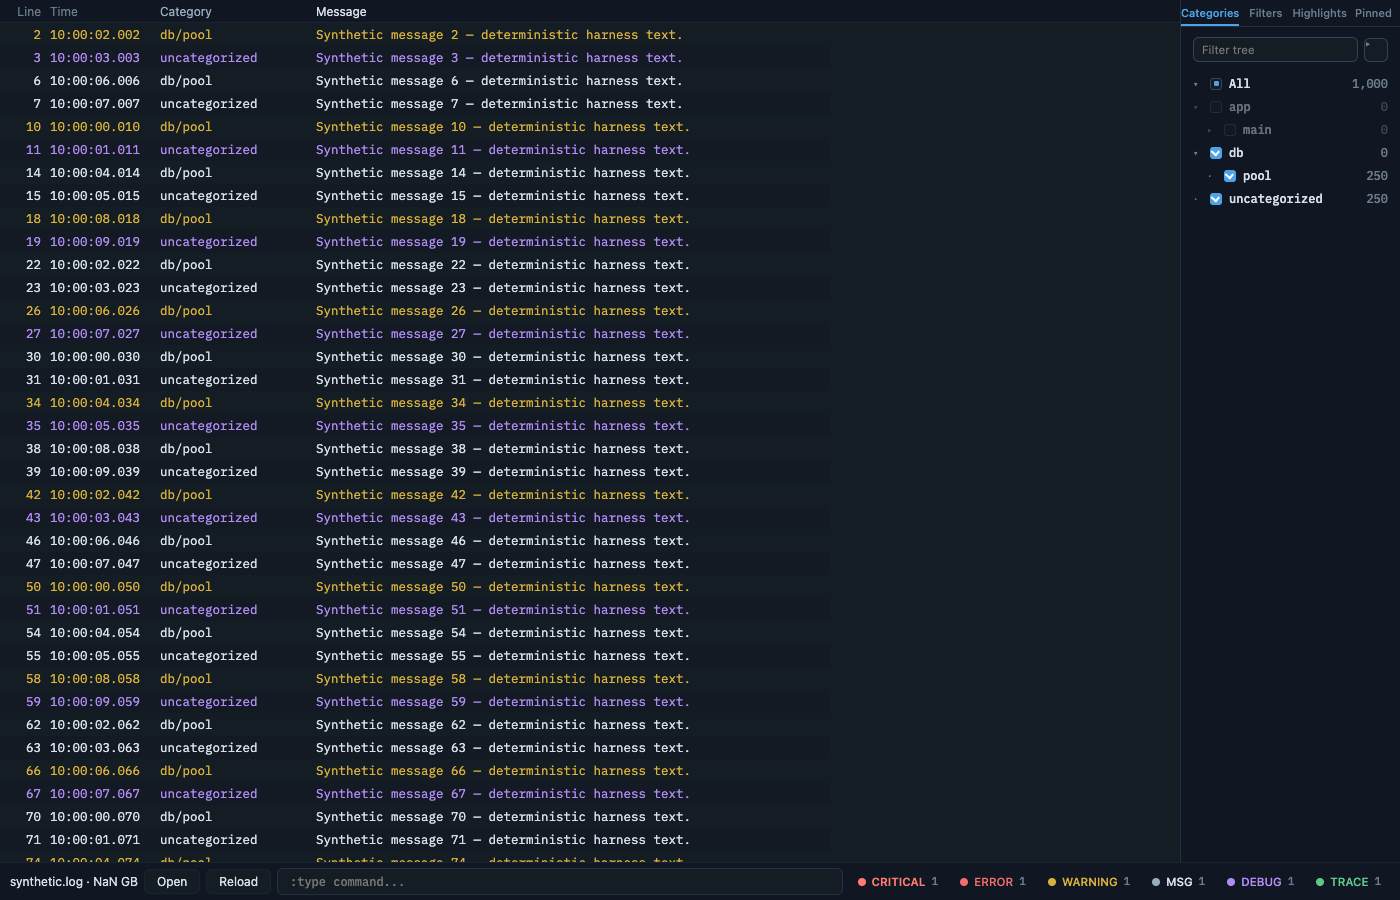 Line Time Category Message
2 10:00:02.002 db/pool Synthetic message 2 — deterministic harness text.
3 10:00:03.003 uncategorized Synthetic message 3 — deterministic harness text.
6 10:00:06.006 db/pool Synthetic message 6 — deterministic harness text.
7 10:00:07.007 uncategorized Synthetic message 7 — deterministic harness text.
10 10:00:00.010 db/pool Synthetic message 10 — deterministic harness text.
11 10:00:01.011 uncategorized Synthetic message 11 — deterministic harness text.
14 10:00:04.014 db/pool Synthetic message 14 — deterministic harness text.
15 10:00:05.015 uncategorized Synthetic message 15 — deterministic harness text.
18 10:00:08.018 db/pool Synthetic message 18 — deterministic harness text.
19 10:00:09.019 uncategorized Synthetic message 19 — deterministic harness text.
22 10:00:02.022 db/pool Synthetic message 22 — deterministic harness text.
23 10:00:03.023 uncategorized Synthetic message 23 — deterministic harness text.
26 10:00:06.026 db/pool Synthetic message 26 — deterministic harness text.
27 10:00:07.027 uncategorized Synthetic message 27 — deterministic harness text.
30 10:00:00.030 db/pool Synthetic message 30 — deterministic harness text.
31 10:00:01.031 uncategorized Synthetic message 31 — deterministic harness text.
34 10:00:04.034 db/pool Synthetic message 34 — deterministic harness text.
35 10:00:05.035 uncategorized Synthetic message 35 — deterministic harness text.
38 10:00:08.038 db/pool Synthetic message 38 — deterministic harness text.
39 10:00:09.039 uncategorized Synthetic message 39 — deterministic harness text.
42 10:00:02.042 db/pool Synthetic message 42 — deterministic harness text.
43 10:00:03.043 uncategorized Synthetic message 43 — deterministic harness text.
46 10:00:06.046 db/pool Synthetic message 46 — deterministic harness text.
47 10:00:07.047 uncategorized Synthetic message 47 — deterministic harness text.
50 10:00:00.050 db/pool Synthetic message 50 — deterministic harness text.
51 10:00:01.051 uncategorized Synthetic message 51 — deterministic harness text.
54 10:00:04.054 db/pool Synthetic message 54 — deterministic harness text.
55 10:00:05.055 uncategorized Synthetic message 55 — deterministic harness text.
58 10:00:08.058 db/pool Synthetic message 58 — deterministic harness text.
59 10:00:09.059 uncategorized Synthetic message 59 — deterministic harness text.
62 10:00:02.062 db/pool Synthetic message 62 — deterministic harness text.
63 10:00:03.063 uncategorized Synthetic message 63 — deterministic harness text.
66 10:00:06.066 db/pool Synthetic message 66 — deterministic harness text.
67 10:00:07.067 uncategorized Synthetic message 67 — deterministic harness text.
70 10:00:00.070 db/pool Synthetic message 70 — deterministic harness text.
71 10:00:01.071 uncategorized Synthetic message 71 — deterministic harness text.
74 10:00:04.074 db/pool Synthetic message 74 — deterministic harness text.
Categories Filters Highlights Pinned
Filter tree
All 1,000
app 0
main 0
db 0
pool 250
uncategorized 250
synthetic.log · NaN GB Open Reload :type command... CRITICAL 1 ERROR 1 WARNING 1 MSG 1 DEBUG 1 TRACE 1